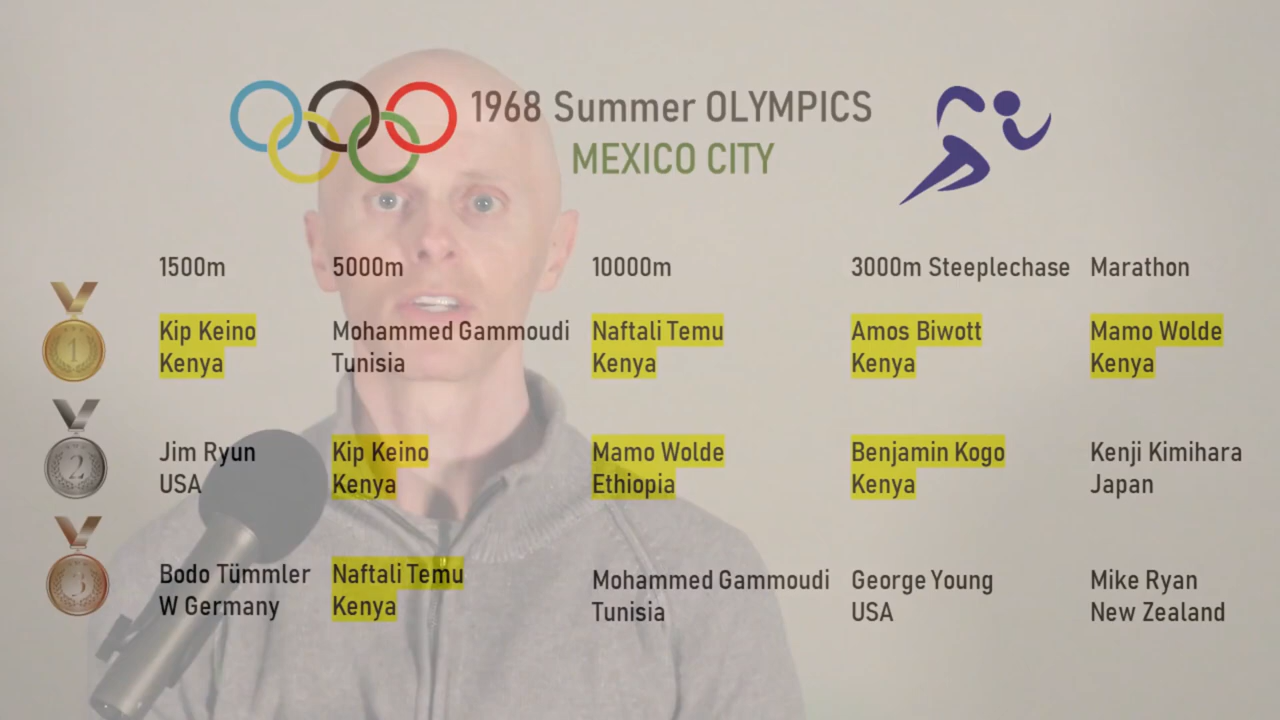 1968 Summer OLYMPICS
MEXICO CITY
1500m 5000m 10000m 3000m Steeplechase Marathon
1 Kip Keino Mohammed Gammoudi Naftali Temu Amos Biwott Mamo Wolde
Kenya Tunisia Kenya Kenya Kenya
Jim Ryun Kip Keino Mamo Wolde Benjamin Kogo Kenji Kimihara
2 USA Kenya Ethiopia Kenya Japan
Bodo Tümmler Naftali Temu Mohammed Gammoudi George Young Mike Ryan
3 W Germany Kenya Tunisia USA New Zealand